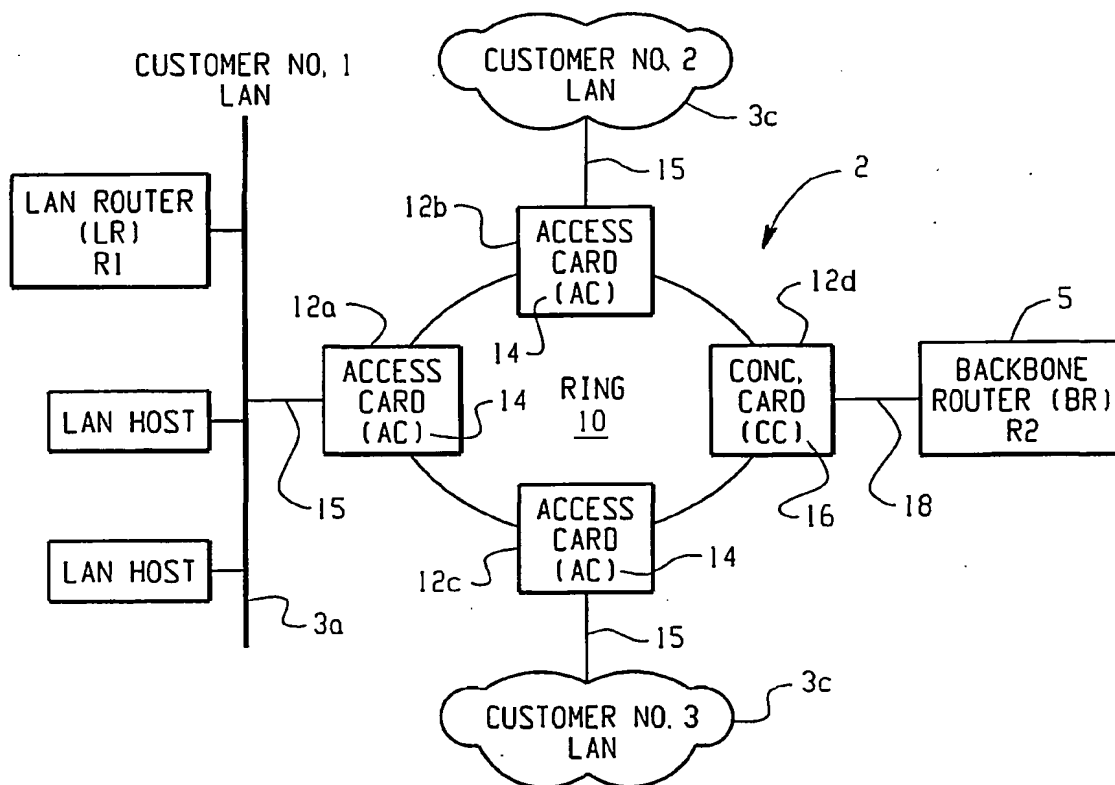 CUSTOMER NO. 1
LAN
CUSTOMER NO. 2
LAN
3c
15
2
LAN ROUTER
(LR)
R1
12b
ACCESS
CARD
(AC)
14
12a
12d
5
ACCESS
CARD
(AC)
14
RING
10
CONC.
CARD
(CC)
BACKBONE
ROUTER (BR)
R2
LAN HOST
15
16
18
ACCESS
CARD
(AC)
14
12c
LAN HOST
3a
15
3c
CUSTOMER NO. 3
LAN